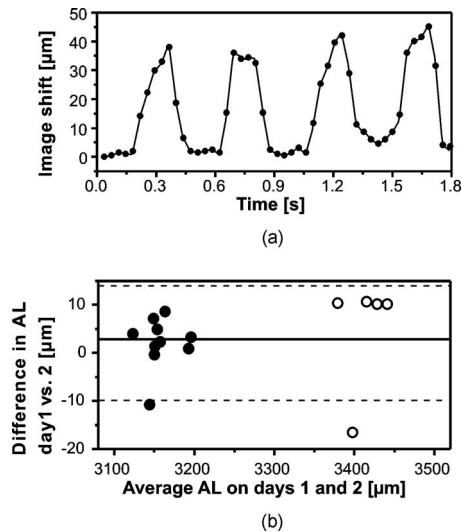 50
40
30
20
10
0
Image shift [µm]
0.0 0.3 0.6 0.9 1.2 1.5 1.8
Time [s]
(a)
10
0
-10
-20
Difference in AL
day1 vs. 2 [µm]
3100 3200 3300 3400 3500
Average AL on days 1 and 2 [µm]
(b)